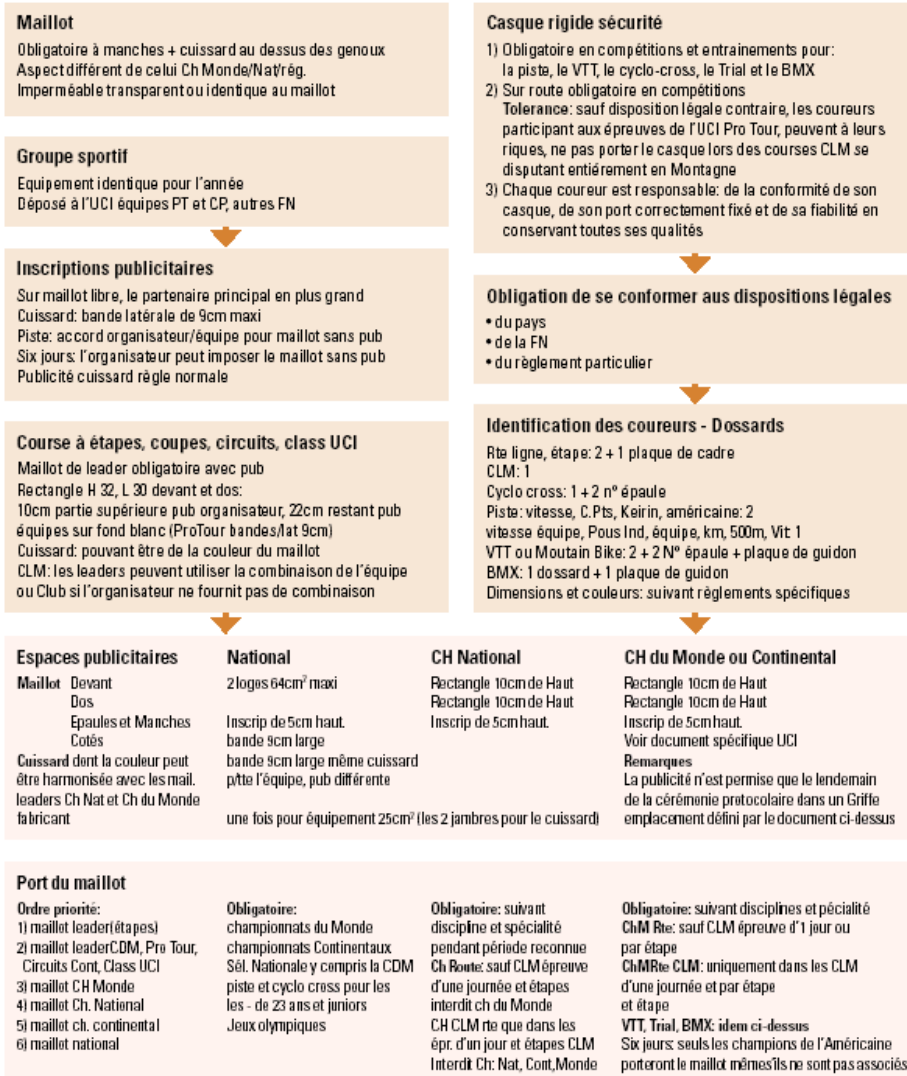 Maillot
Obligatoire à manches + cuissard au dessus des genoux
Aspect différent de celui Ch Monde/Nat/rég.
Imperméable transparent ou identique au maillot
Groupe sportif
Equipement identique pour l'année
Déposé à l'UCI équipes PT et CP, autres FN
Inscriptions publicitaires
Sur maillot libre, le partenaire principal en plus grand
Cuissard: bande latérale de 9cm maxi
Piste: accord organisateur/équipe pour maillot sans pub
Six jours: l'organisateur peut imposer le maillot sans pub
Publicité cuissard règle normale
Course à étapes, coupes, circuits, class UCI
Maillot de leader obligatoire avec pub
Rectangle H 32, L 30 devant et dos:
10cm partie supérieure pub organisateur, 22cm restant pub
équipes sur fond blanc (ProTour bandes/lat 9cm)
Cuissard: pouvant être de la couleur du maillot
CLM: les leaders peuvent utiliser la combinaison de l'équipe
ou Club si l'organisateur ne fournit pas de combinaison
Casque rigide sécurité
1) Obligatoire en compétitions et entrainements pour:
la piste, le VTT, le cyclo-cross, le Trial et le BMX
2) Sur route obligatoire en compétitions
Tolerance: sauf disposition légale contraire, les coureurs
participant aux épreuves de l'UCI Pro Tour, peuvent à leurs
riques, ne pas porter le casque lors des courses CLM se
disputant entiérement en Montagne
3) Chaque coureur est responsable: de la conformité de son
casque, de son port correctement fixé et de sa fiabilité en
conservant toutes ses qualités
Obligation de se conformer aus dispositions légales
• du pays
• de la FN
• du règlement particulier
Identification des coureurs - Dossards
Rte ligne, étape: 2 + 1 plaque de cadre
CLM: 1
Cyclo cross: 1 + 2 n° épaule
Piste: vitesse, C.Pts, Keirin, américaine: 2
vitesse équipe, Pous Ind, équipe, km, 500m, Vit: 1
VTT ou Moutain Bike: 2 + 2 N° épaule + plaque de guidon
BMX: 1 dossard + 1 plaque de guidon
Dimensions et couleurs: suivant règlements spécifiques
Espaces publicitaires National CH National CH du Monde ou Continental
Maillot Devant 2 logos 64cm² maxi Rectangle 10cm de Haut Rectangle 10cm de Haut
Dos Rectangle 10cm de Haut Rectangle 10cm de Haut
Epaules et Manches Inscrip de 5cm haut. Inscrip de 5cm haut. Inscrip de 5cm haut.
Cotés bande 9cm large Voir document spécifique UCI
Cuissard dont la couleur peut bande 9cm large même cuissard Remarques
être harmonisée avec les mail. p/tte l'équipe, pub différente La publicité n'est permise que le lendemain
leaders Ch Nat et Ch du Monde de la cérémonie protocolaire dans un Griffe
fabricant une fois pour équipement 25cm² (les 2 jambres pour le cuissard) emplacement défini par le document ci-dessus
Port du maillot
Ordre priorité:
1) maillot leader(étapes)
2) maillot leaderCDM, Pro Tour,
Circuits Cont, Class UCI
3) maillot CH Monde
4) maillot Ch. National
5) maillot ch. continental
6) maillot national
Obligatoire:
championnats du Monde
championnats Continentaux
Sél. Nationale y compris la CDM
piste et cyclo cross pour les
les - de 23 ans et juniors
Jeux olympiques
Obligatoire: suivant
discipline et spécialité
pendant période reconnue
Ch Route: sauf CLM épreuve
d'une journée et étapes
interdit ch du Monde
CH CLM rte que dans les
épr. d'un jour et étapes CLM
Interdit Ch: Nat, Cont,Monde
Obligatoire: suivant disciplines et pécialité
ChM Rte: sauf CLM épreuve d'1 jour ou
par étape
ChMRte CLM: uniquement dans les CLM
d'une journée et par étape
et étape
VTT, Trial, BMX: idem ci-dessus
Six jeurs: seuls les champions de l'Américaine
porteront le maillot mêmes'ils ne sont pas associés